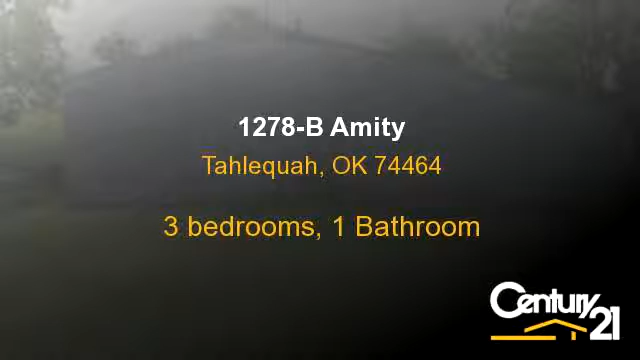 1278-B Amity
Tahlequah, OK 74464
3 bedrooms, 1 Bathroom
Century 21